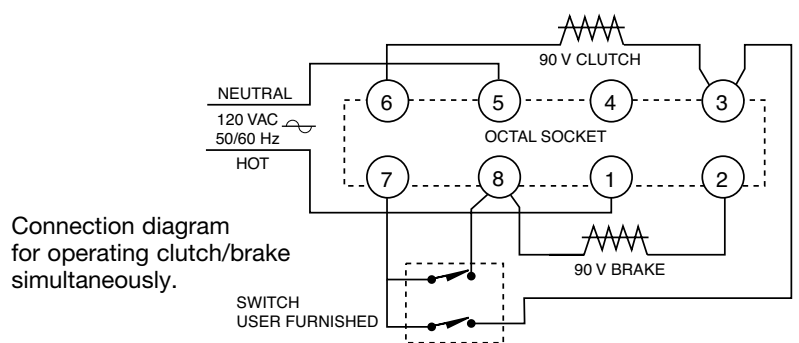 90 V CLUTCH
NEUTRAL
6
5
4
3
120 VAC
50/60 Hz
OCTAL SOCKET
HOT
7
8
1
2
Connection diagram
for operating clutch/brake
simultaneously.
90 V BRAKE
SWITCH
USER FURNISHED